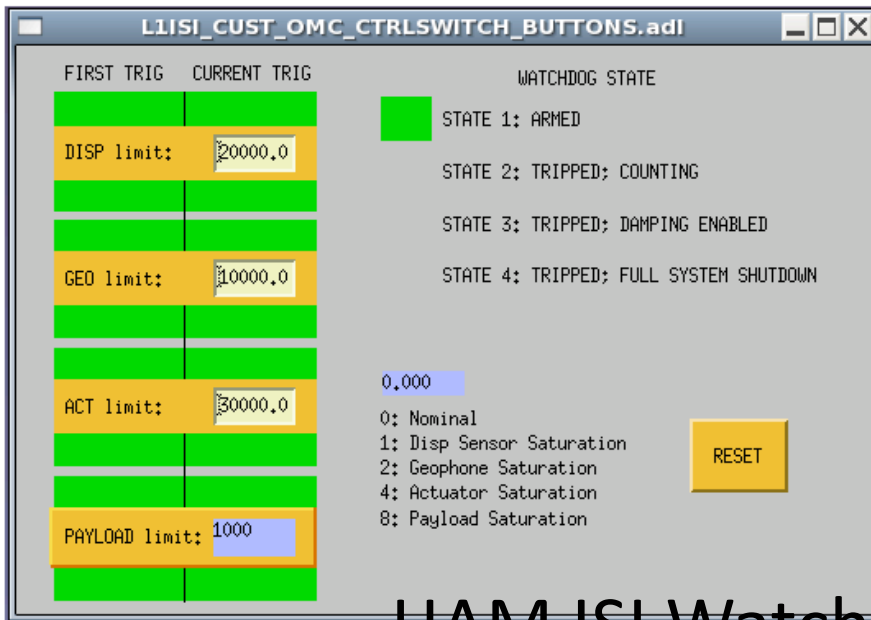 L1ISI_CUST_OMC_CTRLSWITCH_BUTTONS.adl
FIRST TRIG CURRENT TRIG
DISP limit: 20000.0
GEO limit: 10000.0
ACT limit: 30000.0
PAYLOAD limit: 1000
WATCHDOG STATE
STATE 1: ARMED
STATE 2: TRIPPED; COUNTING
STATE 3: TRIPPED; DAMPING ENABLED
STATE 4: TRIPPED; FULL SYSTEM SHUTDOWN
0.000
0: Nominal
1: Disp Sensor Saturation
2: Geophone Saturation
4: Actuator Saturation
8: Payload Saturation
RESET
HAM ISI Watch